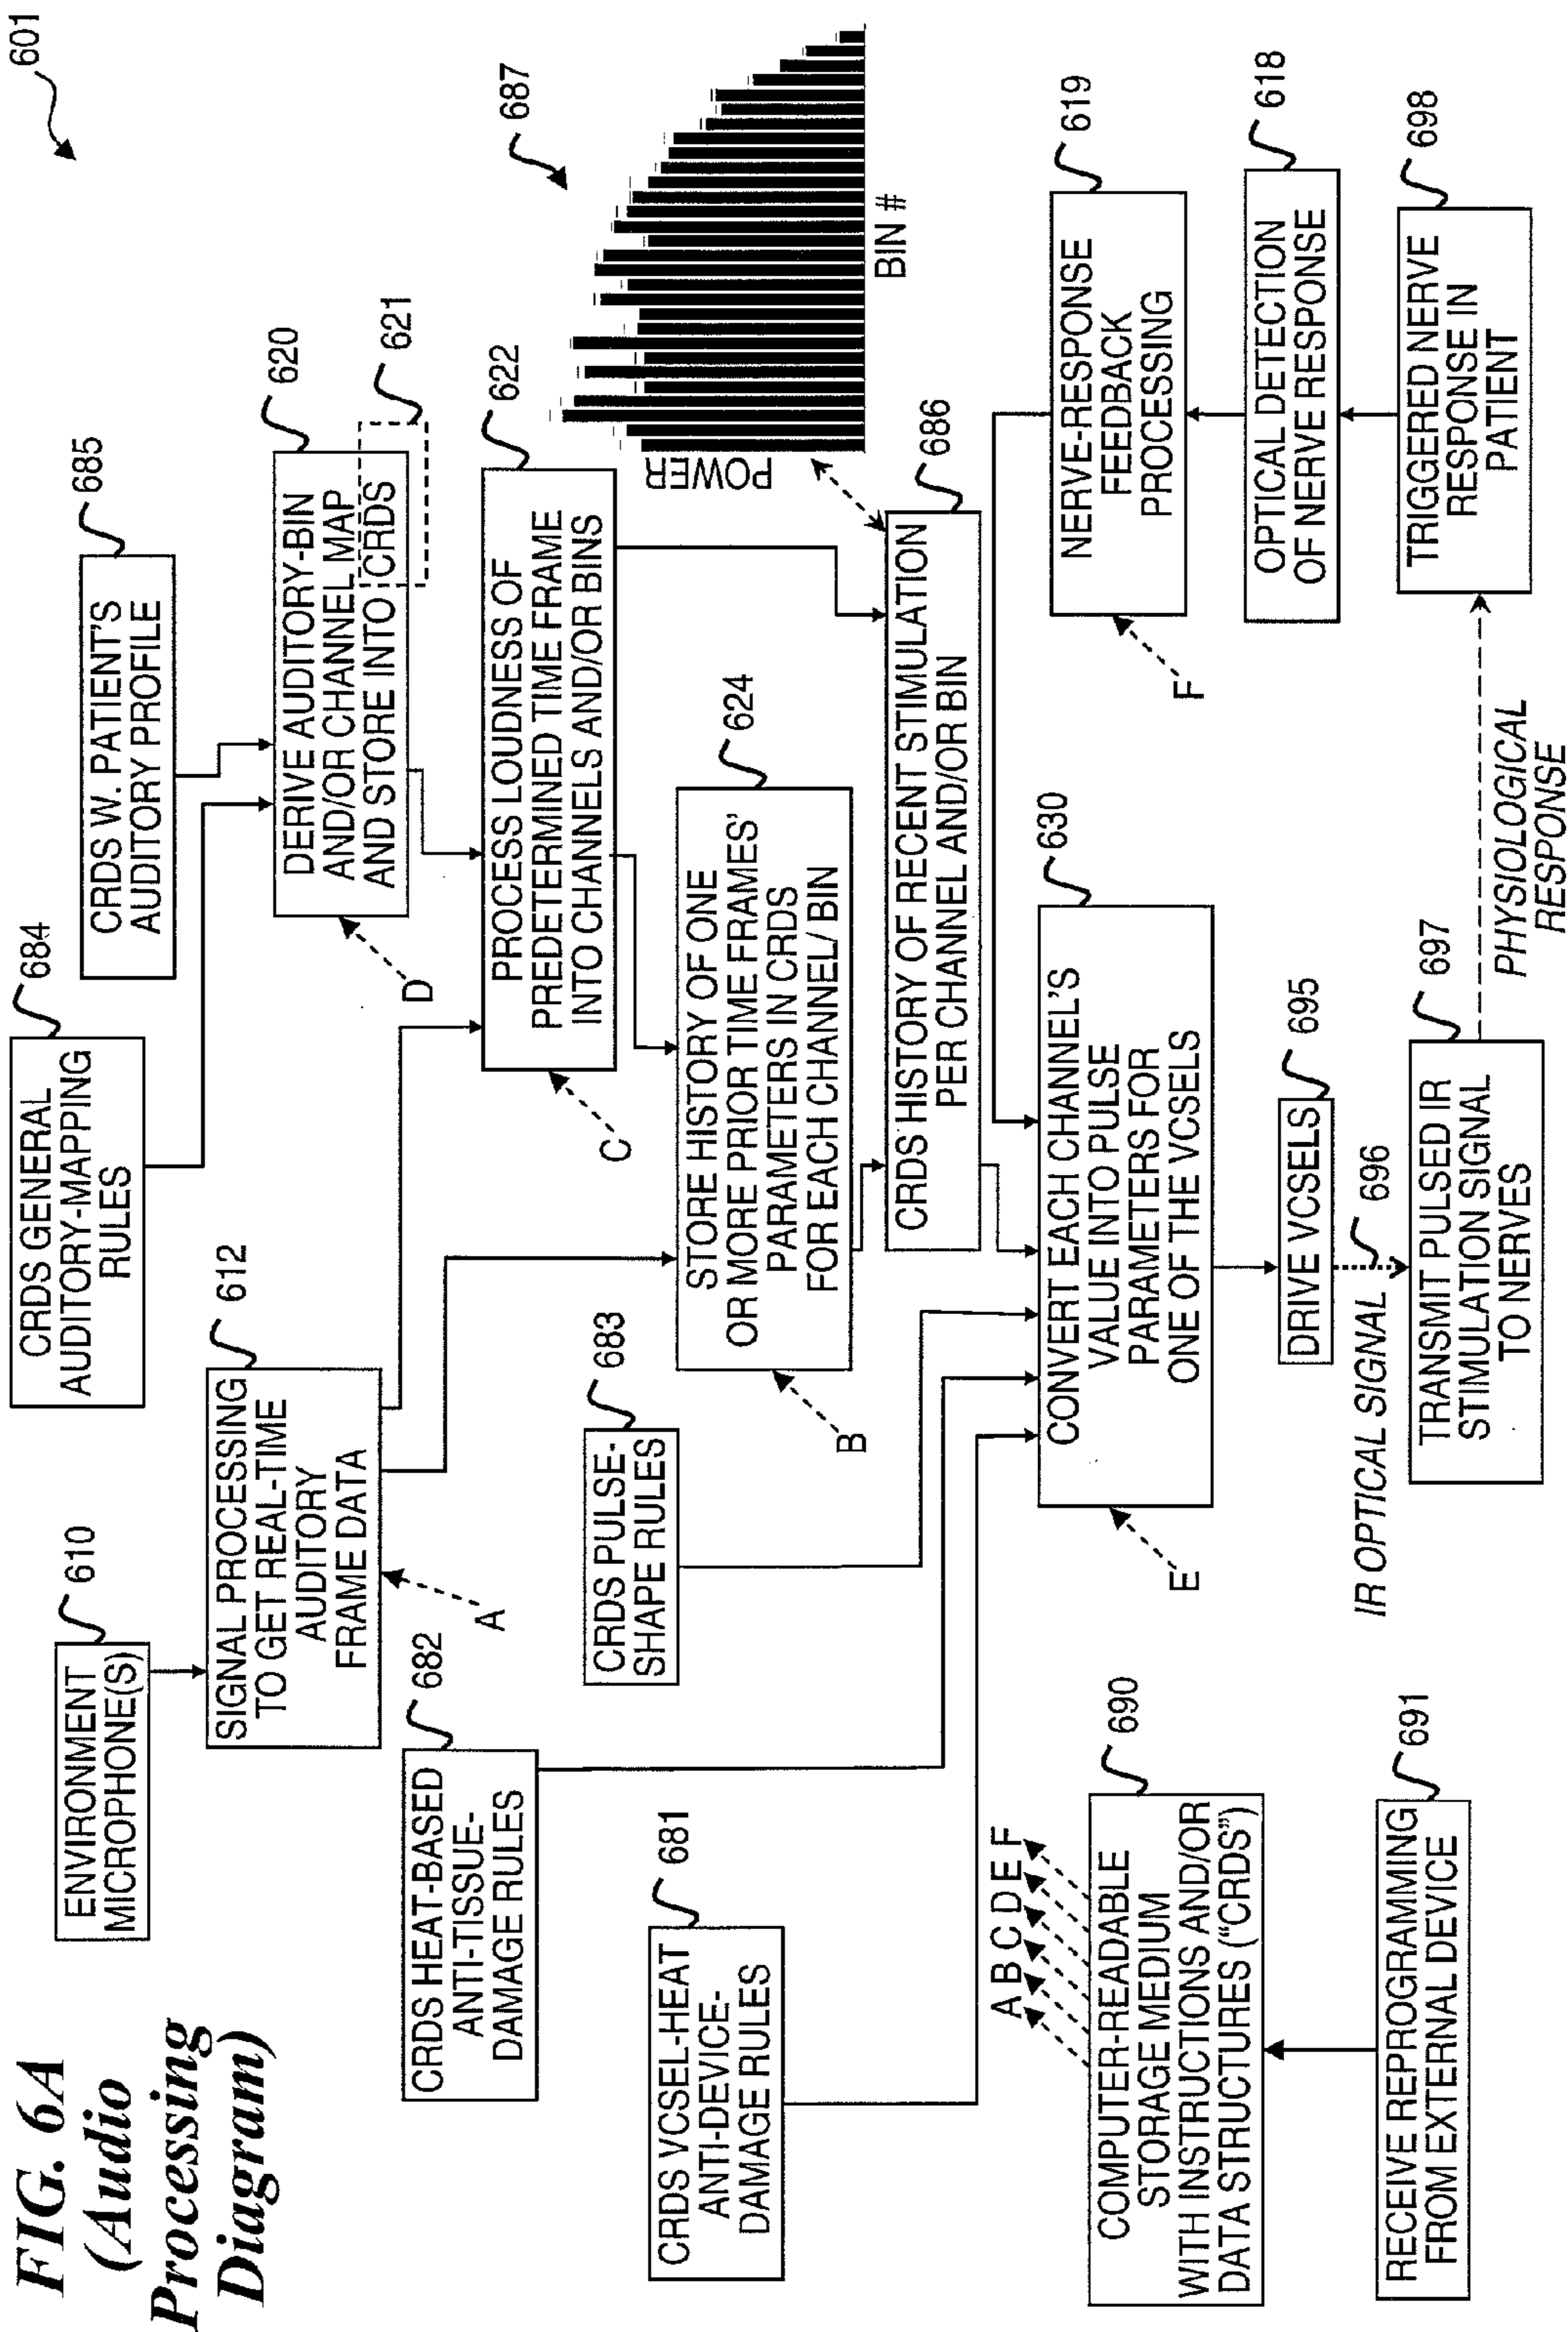 FIG. 6A
(Audio
Processing
Diagram)
601
ENVIRONMENT
MICROPHONE(S)
610
CRDS GENERAL
AUDITORY-MAPPING
RULES
684
CRDS W. PATIENT'S
AUDITORY PROFILE
685
SIGNAL PROCESSING
TO GET REAL-TIME
AUDITORY
FRAME DATA
612
A
DERIVE AUDITORY-BIN
AND/OR CHANNEL MAP
AND STORE INTO CRDS
620
621
D
CRDS HEAT-BASED
ANTI-TISSUE-
DAMAGE RULES
682
PROCESS LOUDNESS OF
PREDETERMINED TIME FRAME
INTO CHANNELS AND/OR BINS
622
C
687
POWER
BIN #
CRDS PULSE-
SHAPE RULES
683
STORE HISTORY OF ONE
OR MORE PRIOR TIME FRAMES'
PARAMETERS IN CRDS
FOR EACH CHANNEL/ BIN
624
B
CRDS VCSEL-HEAT
ANTI-DEVICE-
DAMAGE RULES
681
CRDS HISTORY OF RECENT STIMULATION
PER CHANNEL AND/OR BIN
686
A B C D E F
COMPUTER-READABLE
STORAGE MEDIUM
WITH INSTRUCTIONS AND/OR
DATA STRUCTURES (“CRDS”)
690
CONVERT EACH CHANNEL'S
VALUE INTO PULSE
PARAMETERS FOR
ONE OF THE VCSELS
630
E
NERVE-RESPONSE
FEEDBACK
PROCESSING
619
F
OPTICAL DETECTION
OF NERVE RESPONSE
618
DRIVE VCSELS
695
IR OPTICAL SIGNAL
696
RECEIVE REPROGRAMMING
FROM EXTERNAL DEVICE
691
TRANSMIT PULSED IR
STIMULATION SIGNAL
TO NERVES
697
PHYSIOLOGICAL
RESPONSE
TRIGGERED NERVE
RESPONSE IN
PATIENT
698